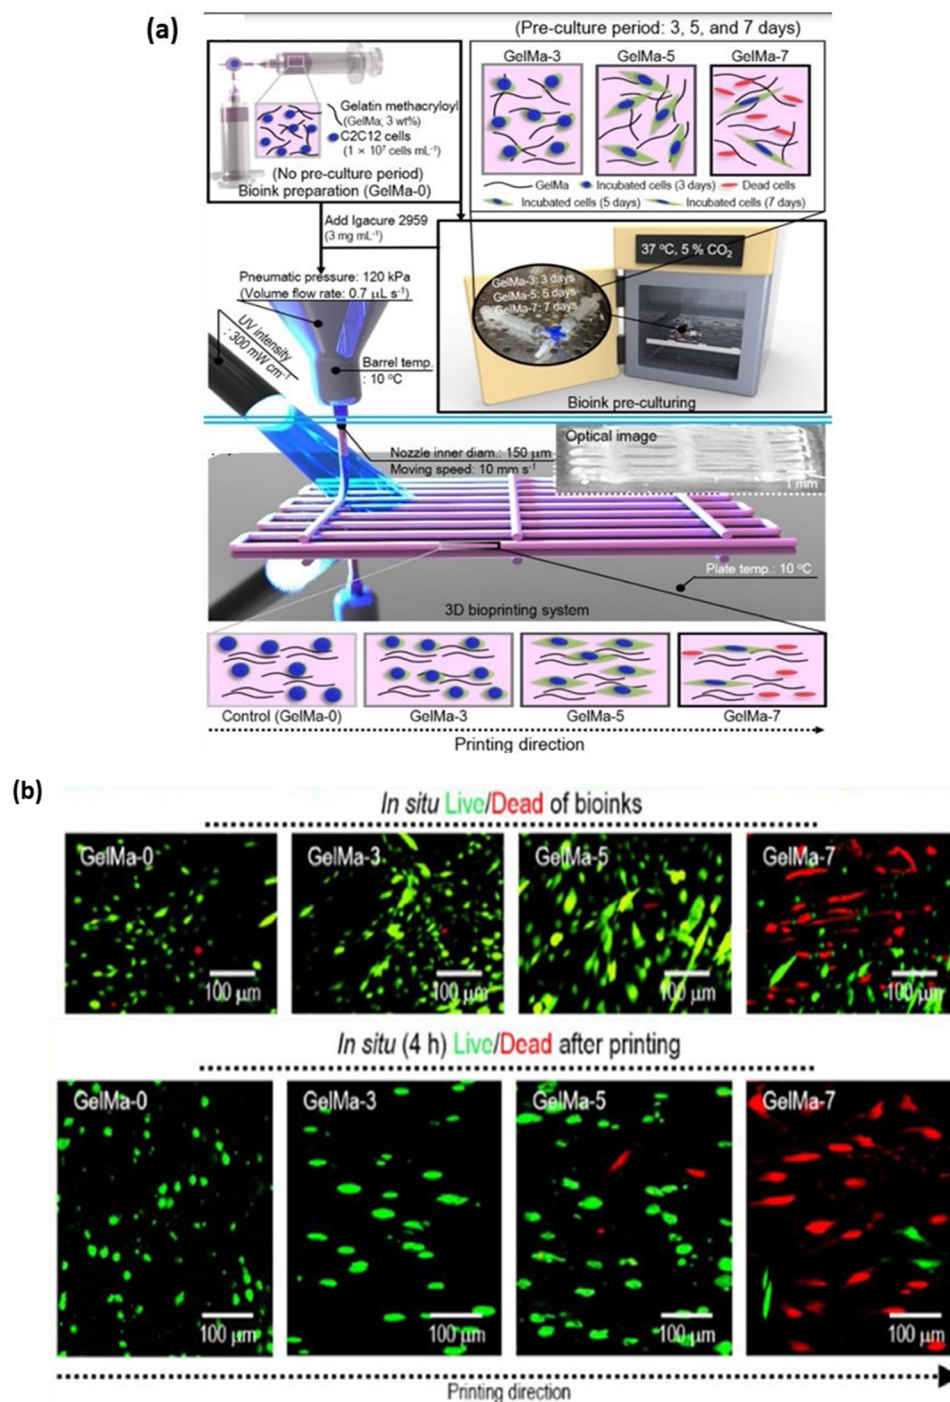 (a)
(Pre-culture period: 3, 5, and 7 days)
GelMa-3
GelMa-5
GelMa-7
Gelatin methacryloyl
(GelMa; 3 wt%)
C2C12 cells
(1 × 10⁷ cells mL⁻¹)
(No pre-culture period)
Bioink preparation (GelMa-0)
GelMa
Incubated cells (3 days)
Dead cells
Incubated cells (5 days)
Incubated cells (7 days)
Add Igacure 2959
(3 mg mL⁻¹)
37 °C, 5 % CO₂
GelMa-3: 3 days
GelMa-5: 5 days
GelMa-7: 7 days
Pneumatic pressure: 120 kPa
(Volume flow rate: 0.7 μL s⁻¹)
UV intensity
: 300 mW cm⁻¹
Barrel temp.
: 10 °C
Bioink pre-culturing
Nozzle inner diam.: 150 μm
Moving speed: 10 mm s⁻¹
Optical image
1 mm
Plate temp.: 10 °C
3D bioprinting system
Control (GelMa-0)
GelMa-3
GelMa-5
GelMa-7
Printing direction
(b)
In situ Live/Dead of bioinks
GelMa-0
GelMa-3
GelMa-5
GelMa-7
100 μm
100 μm
100 μm
100 μm
In situ (4 h) Live/Dead after printing
GelMa-0
GelMa-3
GelMa-5
GelMa-7
100 μm
100 μm
100 μm
100 μm
Printing direction